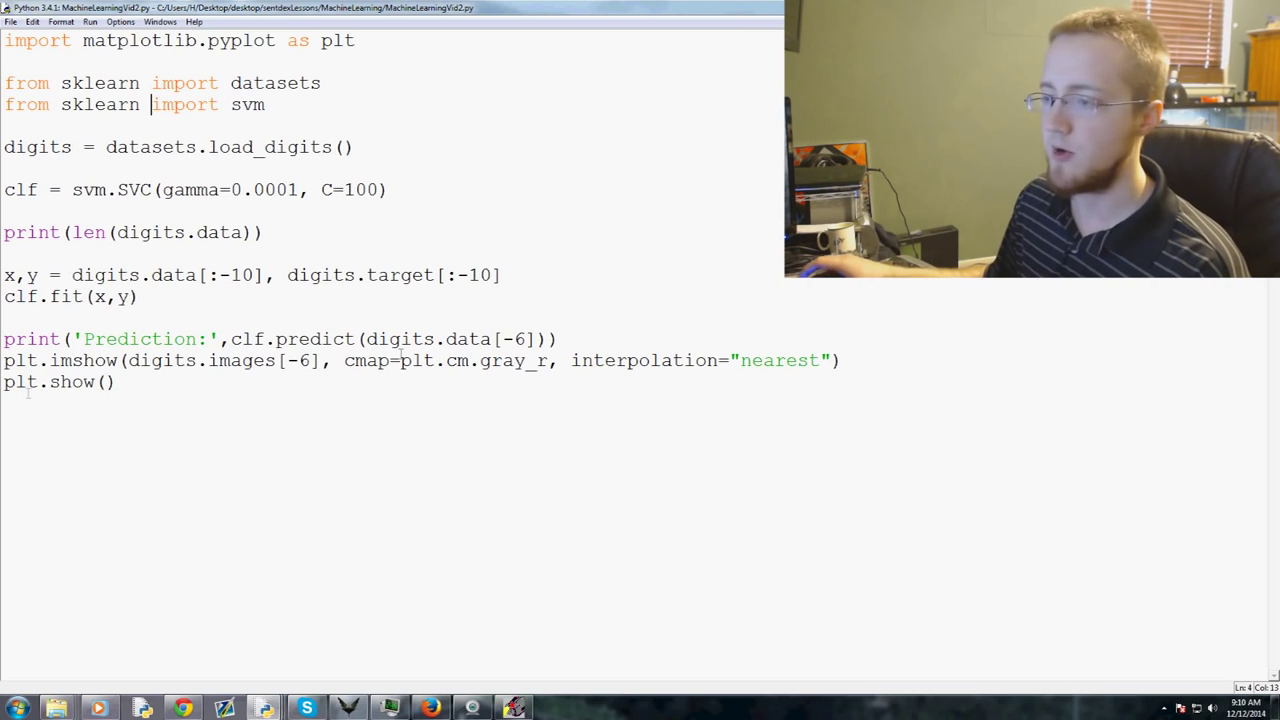 Python 3.4.1: MachineLearningVid2.py - C:/Users/H/Desktop/desktop/sentdexLessons/MachineLearning/MachineLearningVid2.py
File Edit Format Run Options Windows Help
import matplotlib.pyplot as plt
from sklearn import datasets
from sklearn import svm
digits = datasets.load_digits()
clf = svm.SVC(gamma=0.0001, C=100)
print(len(digits.data))
x,y = digits.data[:-10], digits.target[:-10]
clf.fit(x,y)
print('Prediction:',clf.predict(digits.data[-6]))
plt.imshow(digits.images[-6], cmap=plt.cm.gray_r, interpolation="nearest")
plt.show()
Ln: 4 Col: 13
9:10 AM
12/12/2014